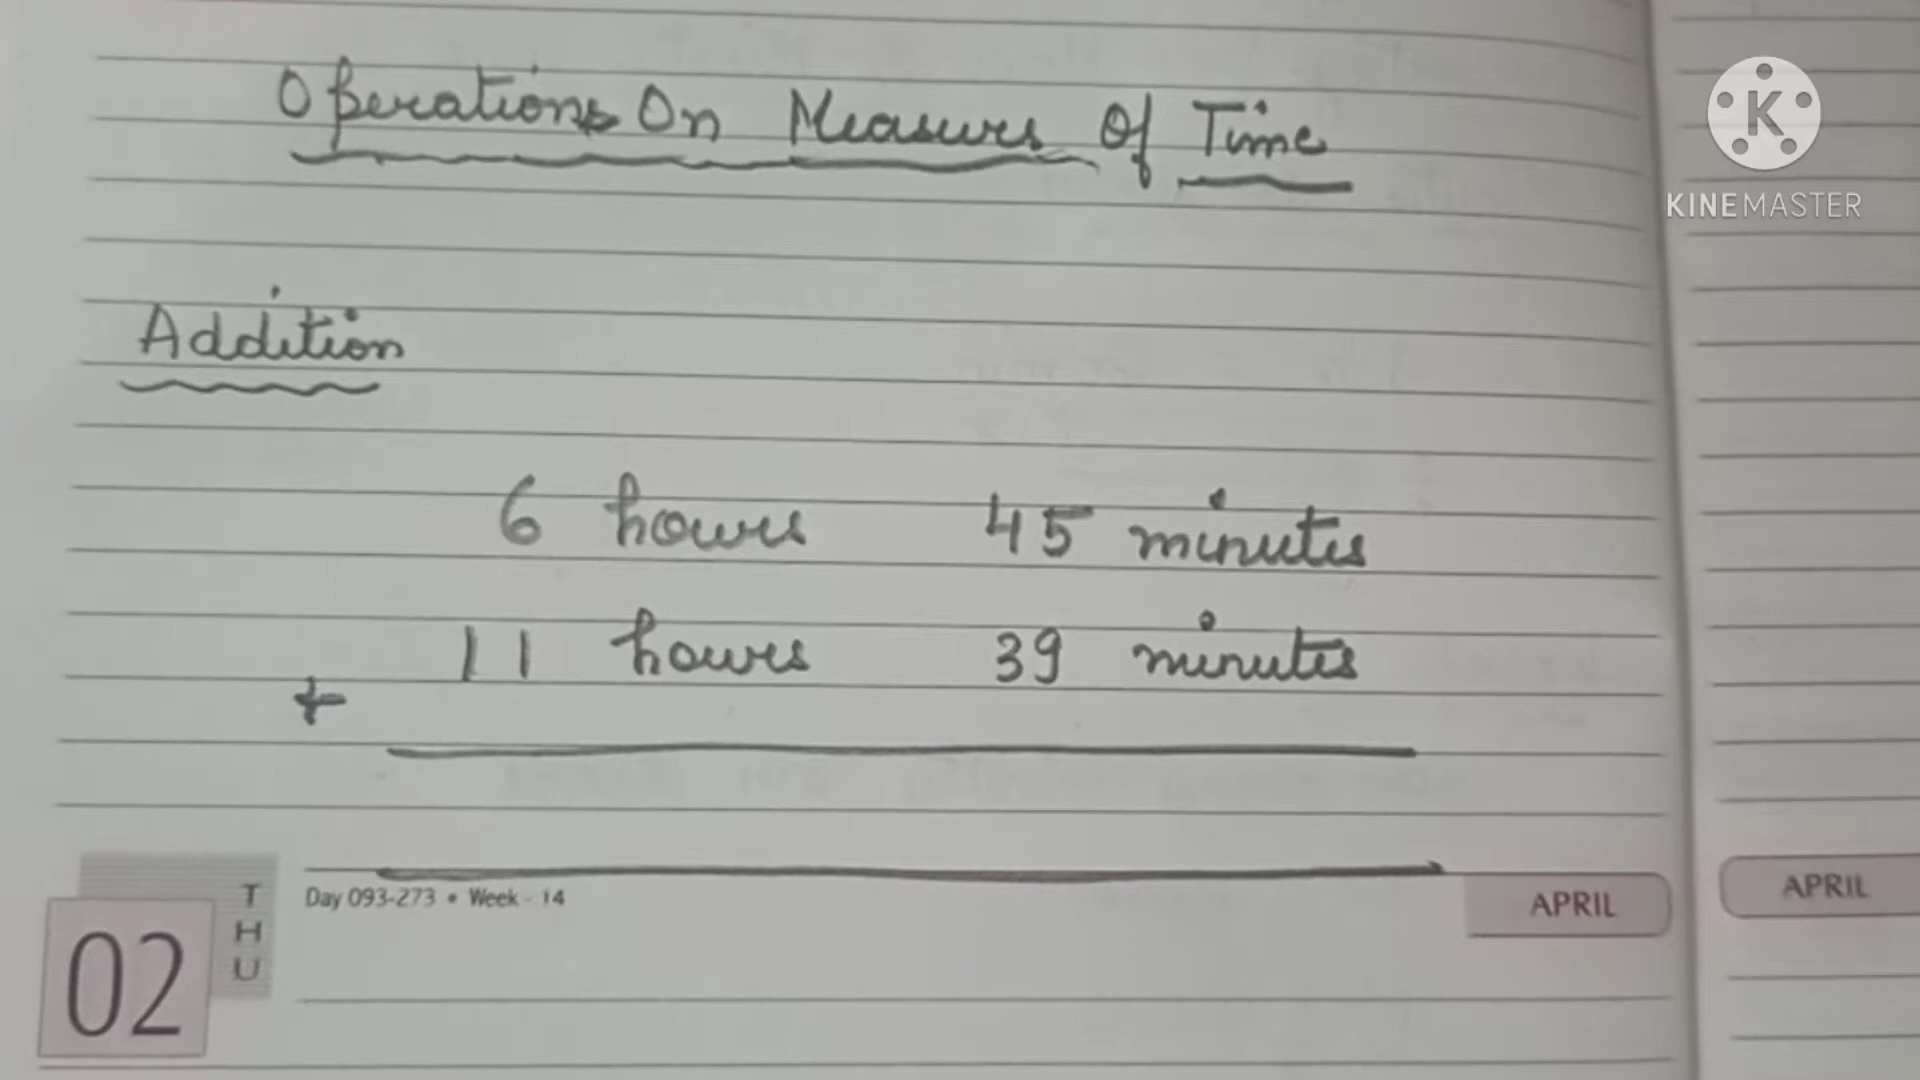 Operations On Measures Of Time
K
KINEMASTER
Addition
6 hours 45 minutes
11 hours 39 minutes
+
Day 093-273 • Week - 14
APRIL
APRIL
THU
02